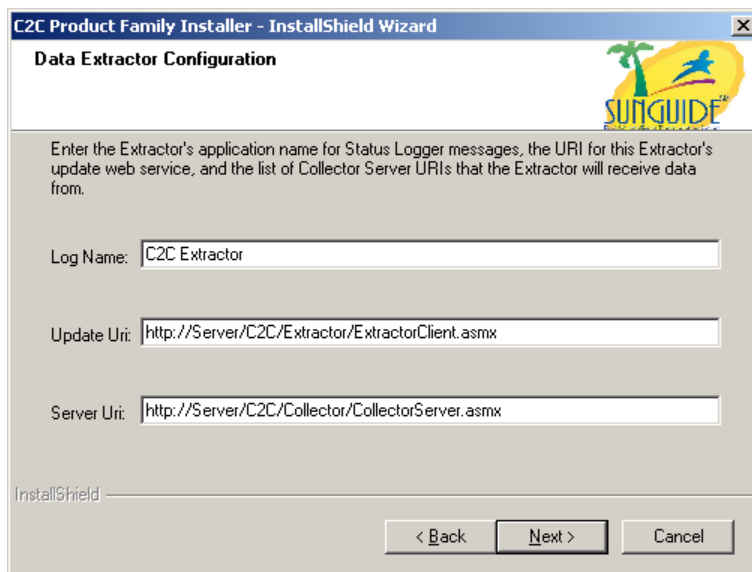 C2C Product Family Installer - InstallShield Wizard
Data Extractor Configuration
SUNGUIDE
SM
Enter the Extractor's application name for Status Logger messages, the URI for this Extractor's
update web service, and the list of Collector Server URIs that the Extractor will receive data
from.
Log Name: C2C Extractor
Update Uri: http://Server/C2C/Extractor/ExtractorClient.asmx
Server Uri: http://Server/C2C/Collector/CollectorServer.asmx
InstallShield
< Back Next > Cancel